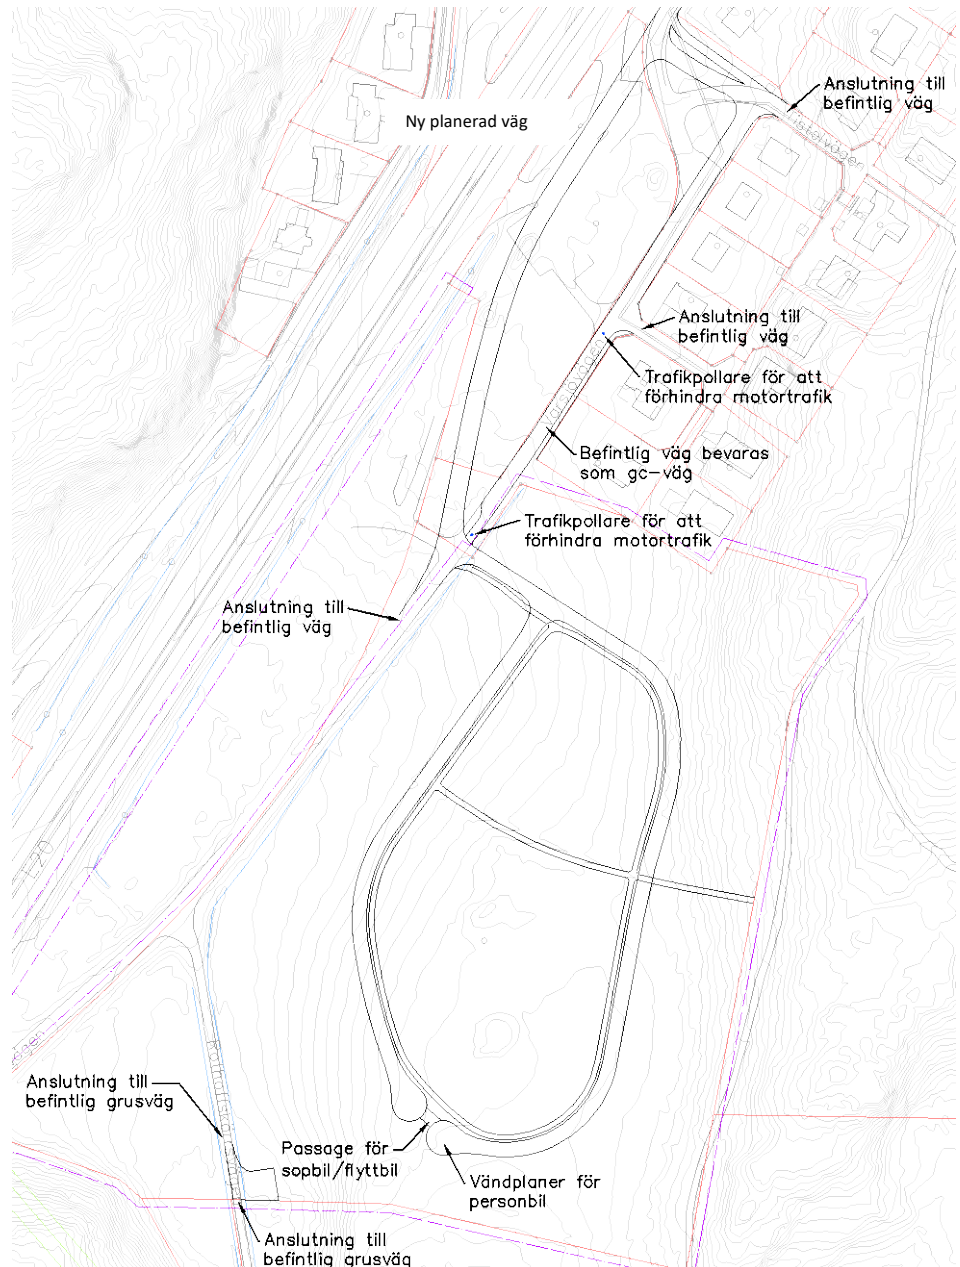 Anslutning till
befintlig väg
Ny planerad väg
Anslutning till
befintlig väg
Trafikpollare för att
förhindra motortrafik
Befintlig väg bevaras
som gc-väg
Trafikpollare för att
förhindra motortrafik
Anslutning till
befintlig väg
E20
Anslutning till
befintlig grusväg
Passage för
sopbil/flyttbil
Vändplaner för
personbil
Anslutning till
befintlig grusväg